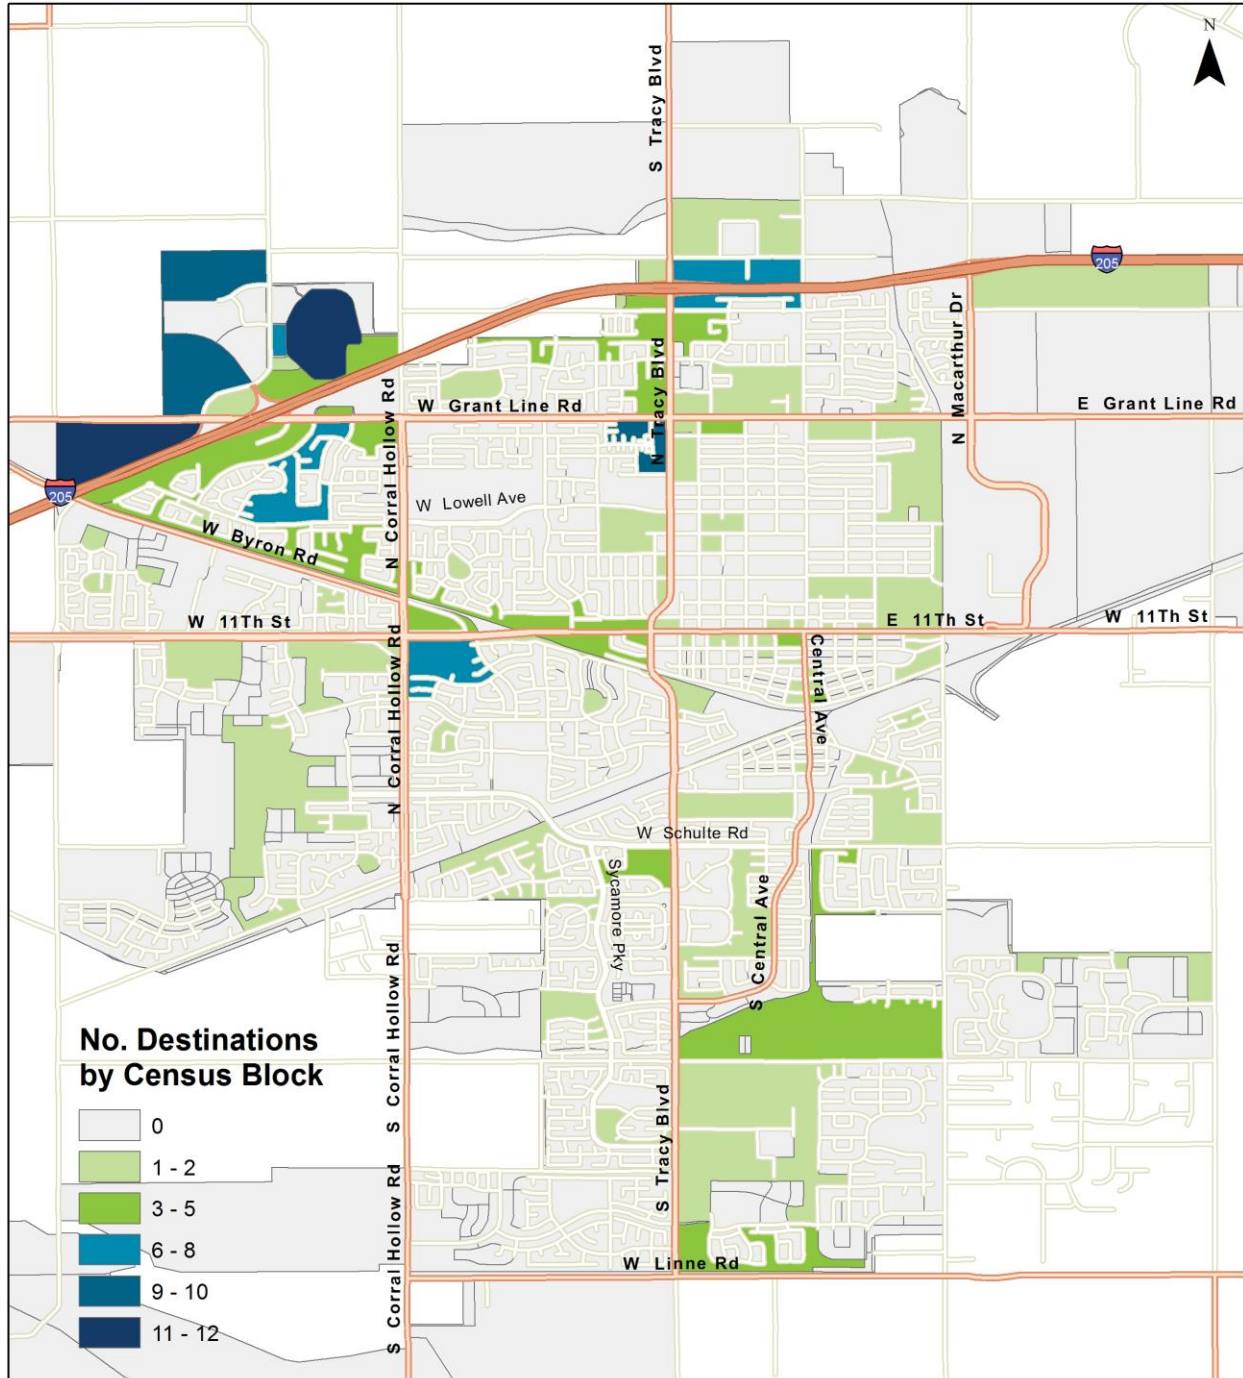 N
S Tracy Blvd
205
N Macarthur Dr
N Tracy Blvd
N Corral Hollow Rd
W Grant Line Rd
E Grant Line Rd
W Lowell Ave
205
W Byron Rd
W 11Th St
E 11Th St
W 11Th St
N Corral Hollow Rd
Central Ave
W Schulte Rd
Sycamore Pky
S Central Ave
S Corral Hollow Rd
S Tracy Blvd
S Corral Hollow Rd
W Linne Rd
No. Destinations
by Census Block
0
1 - 2
3 - 5
6 - 8
9 - 10
11 - 12